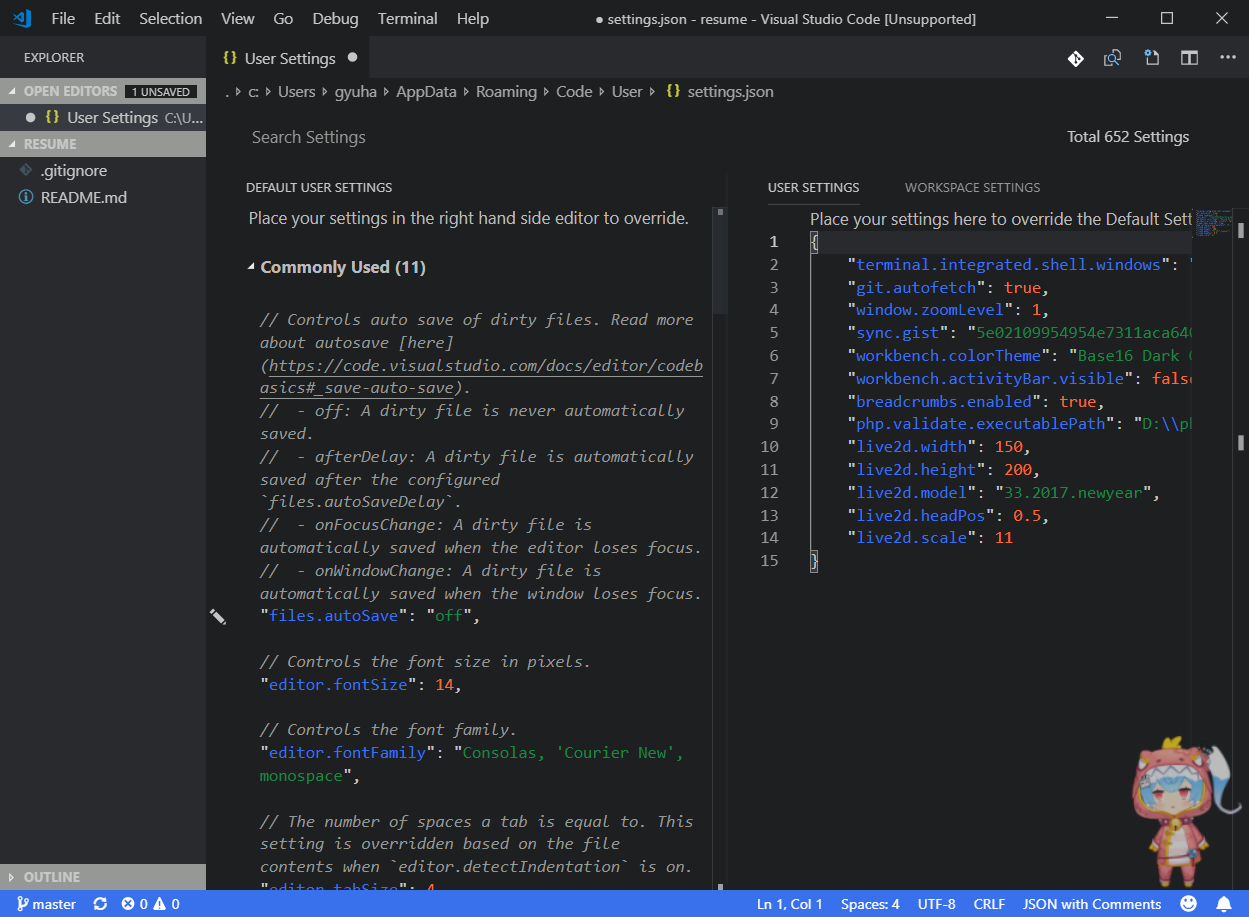 File Edit Selection View Go Debug Terminal Help ● settings.json - resume - Visual Studio Code [Unsupported]
EXPLORER
OPEN EDITORS 1 UNSAVED
User Settings C:\U...
RESUME
.gitignore
README.md
OUTLINE
{} User Settings
. c: Users gyuha AppData Roaming Code User {} settings.json
Search Settings
Total 652 Settings
DEFAULT USER SETTINGS
Place your settings in the right hand side editor to override.
Commonly Used (11)
// Controls auto save of dirty files. Read more
about autosave [here]
(https://code.visualstudio.com/docs/editor/codeb
asics#_save-auto-save).
//  - off: A dirty file is never automatically
saved.
//  - afterDelay: A dirty file is automatically
saved after the configured
`files.autoSaveDelay`.
//  - onFocusChange: A dirty file is
automatically saved when the editor loses focus.
//  - onWindowChange: A dirty file is
automatically saved when the window loses focus.
"files.autoSave": "off",
// Controls the font size in pixels.
"editor.fontSize": 14,
// Controls the font family.
"editor.fontFamily": "Consolas, 'Courier New',
monospace",
// The number of spaces a tab is equal to. This
setting is overridden based on the file
contents when `editor.detectIndentation` is on.
"editor.tabSize": 4,
USER SETTINGS WORKSPACE SETTINGS
Place your settings here to override the Default Sett
1 {
2 "terminal.integrated.shell.windows": "
3 "git.autofetch": true,
4 "window.zoomLevel": 1,
5 "sync.gist": "5e02109954954e7311aca640
6 "workbench.colorTheme": "Base16 Dark
7 "workbench.activityBar.visible": false
8 "breadcrumbs.enabled": true,
9 "php.validate.executablePath": "D:\\ph
10 "live2d.width": 150,
11 "live2d.height": 200,
12 "live2d.model": "33.2017.newyear",
13 "live2d.headPos": 0.5,
14 "live2d.scale": 11
15 }
master 0 0 Ln 1, Col 1 Spaces: 4 UTF-8 CRLF JSON with Comments